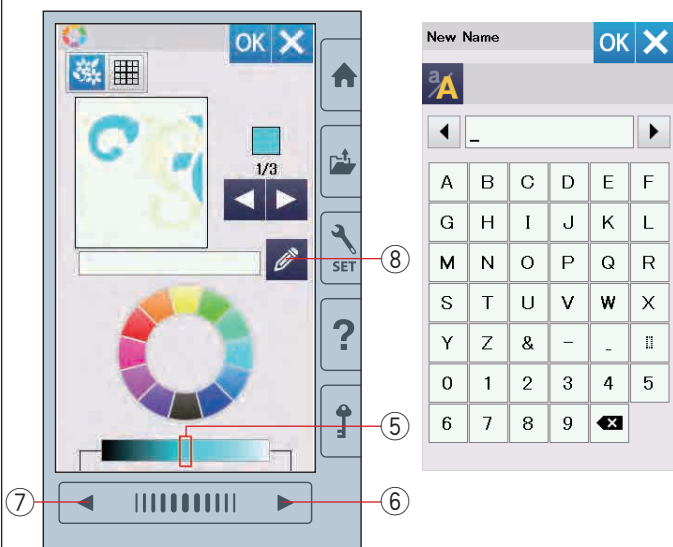 OK
1/3
SET
?
⑤
⑥
⑦
⑧
New Name
OK
a A
_
A B C D E F
G H I J K L
M N O P Q R
S T U V W X
Y Z & - _
0 1 2 3 4 5
6 7 8 9